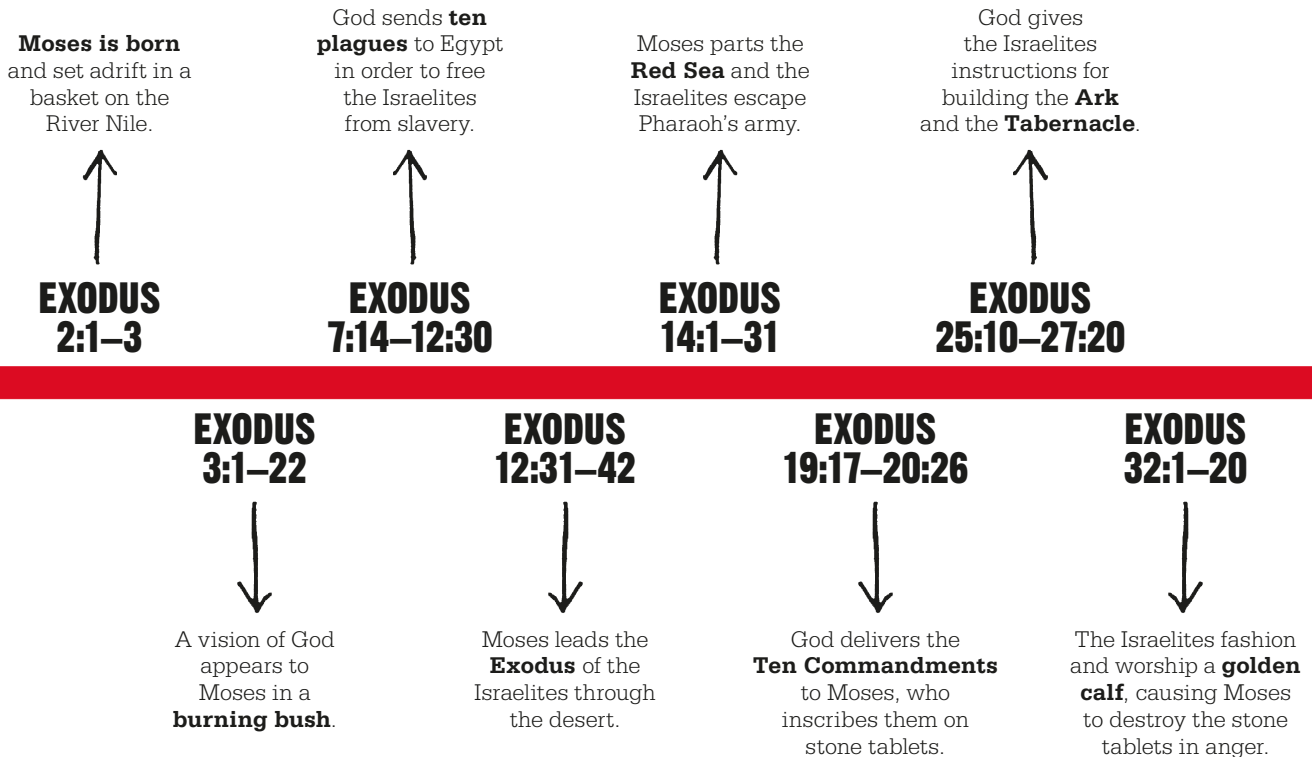 Moses is born
and set adrift in a
basket on the
River Nile.
EXODUS
2:1–3
EXODUS
3:1–22
A vision of God
appears to
Moses in a
burning bush.
God sends ten
plagues to Egypt
in order to free
the Israelites
from slavery.
EXODUS
7:14–12:30
EXODUS
12:31–42
Moses leads the
Exodus of the
Israelites through
the desert.
Moses parts the
Red Sea and the
Israelites escape
Pharaoh's army.
EXODUS
14:1–31
EXODUS
19:17–20:26
God delivers the
Ten Commandments
to Moses, who
inscribes them on
stone tablets.
God gives
the Israelites
instructions for
building the Ark
and the Tabernacle.
EXODUS
25:10–27:20
EXODUS
32:1–20
The Israelites fashion
and worship a golden
calf, causing Moses
to destroy the stone
tablets in anger.